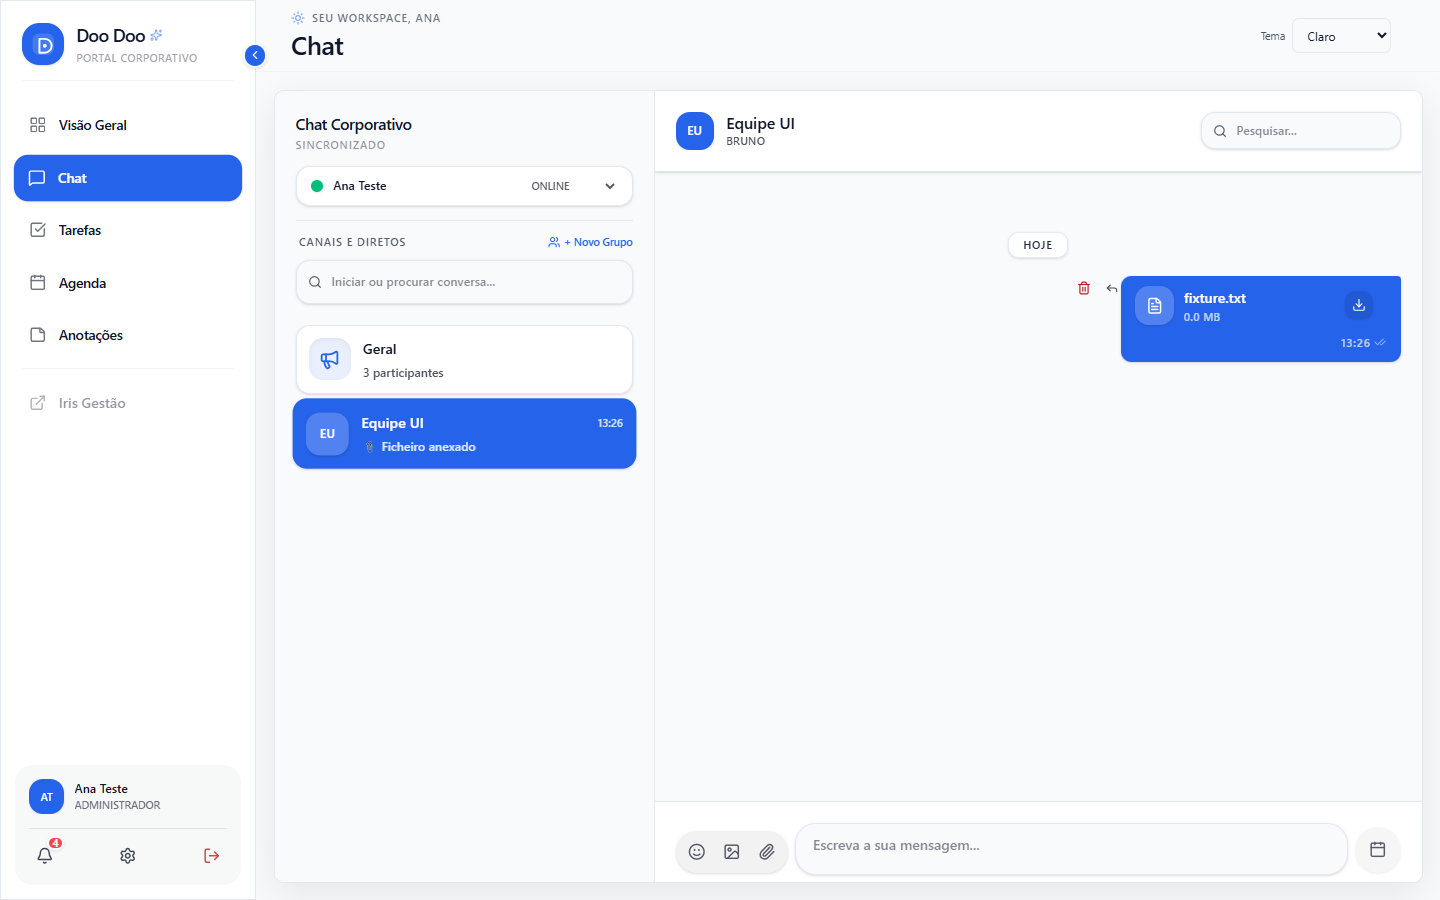 Doo Doo
PORTAL CORPORATIVO
Visão Geral
Chat
Tarefas
Agenda
Anotações
Iris Gestão
AT
Ana Teste
ADMINISTRADOR
4
SEU WORKSPACE, ANA
Chat
Tema
Claro
Chat Corporativo
SINCRONIZADO
Ana Teste
ONLINE
CANAIS E DIRETOS
+ Novo Grupo
Iniciar ou procurar conversa...
Geral
3 participantes
EU
Equipe UI
13:26
Ficheiro anexado
EU
Equipe UI
BRUNO
Pesquisar...
HOJE
fixture.txt
0.0 MB
13:26
Escreva a sua mensagem...